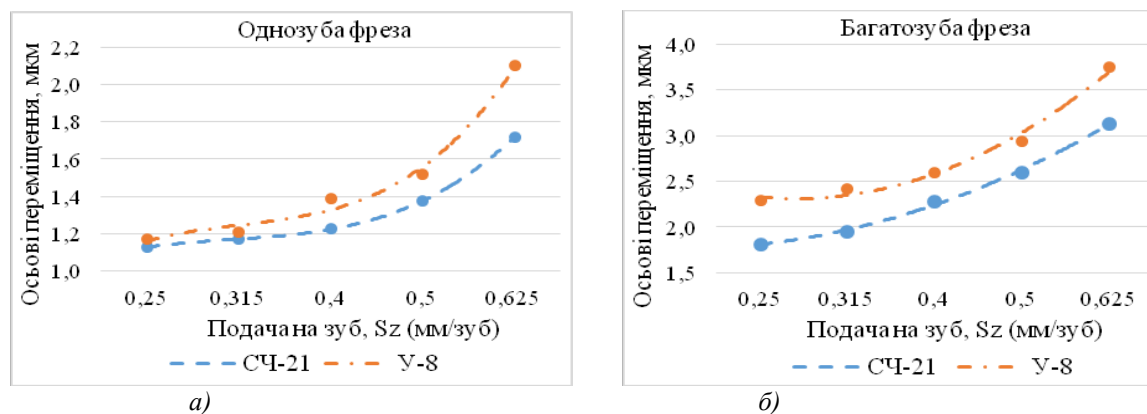 Однозуба фреза
Осьові переміщення, мкм
2,2
2,0
1,8
1,6
1,4
1,2
1,0
0,25 0,315 0,4 0,5 0,625
Подача на зуб, Sz (мм/зуб)
СЧ-21 У-8
а)
Багатозуба фреза
Осьові переміщення, мкм
4,0
3,5
3,0
2,5
2,0
1,5
0,25 0,315 0,4 0,5 0,625
Подача на зуб, Sz (мм/зуб)
СЧ-21 У-8
б)